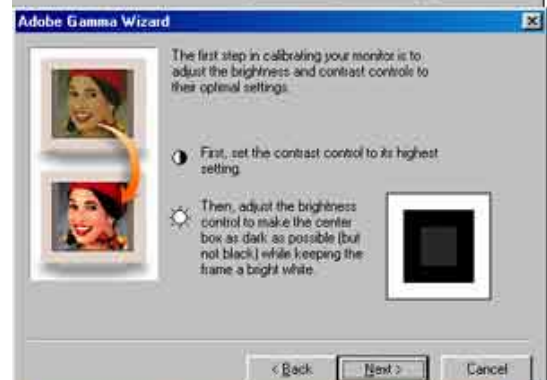 Adobe Gamma Wizard
The first step in calibrating your monitor is to
adjust the brightness and contrast controls to
their optimal settings.
First, set the contrast control to its highest
setting.
Then, adjust the brightness
control to make the center
box as dark as possible (but
not black) while keeping the
frame a bright white.
< Back
Next >
Cancel